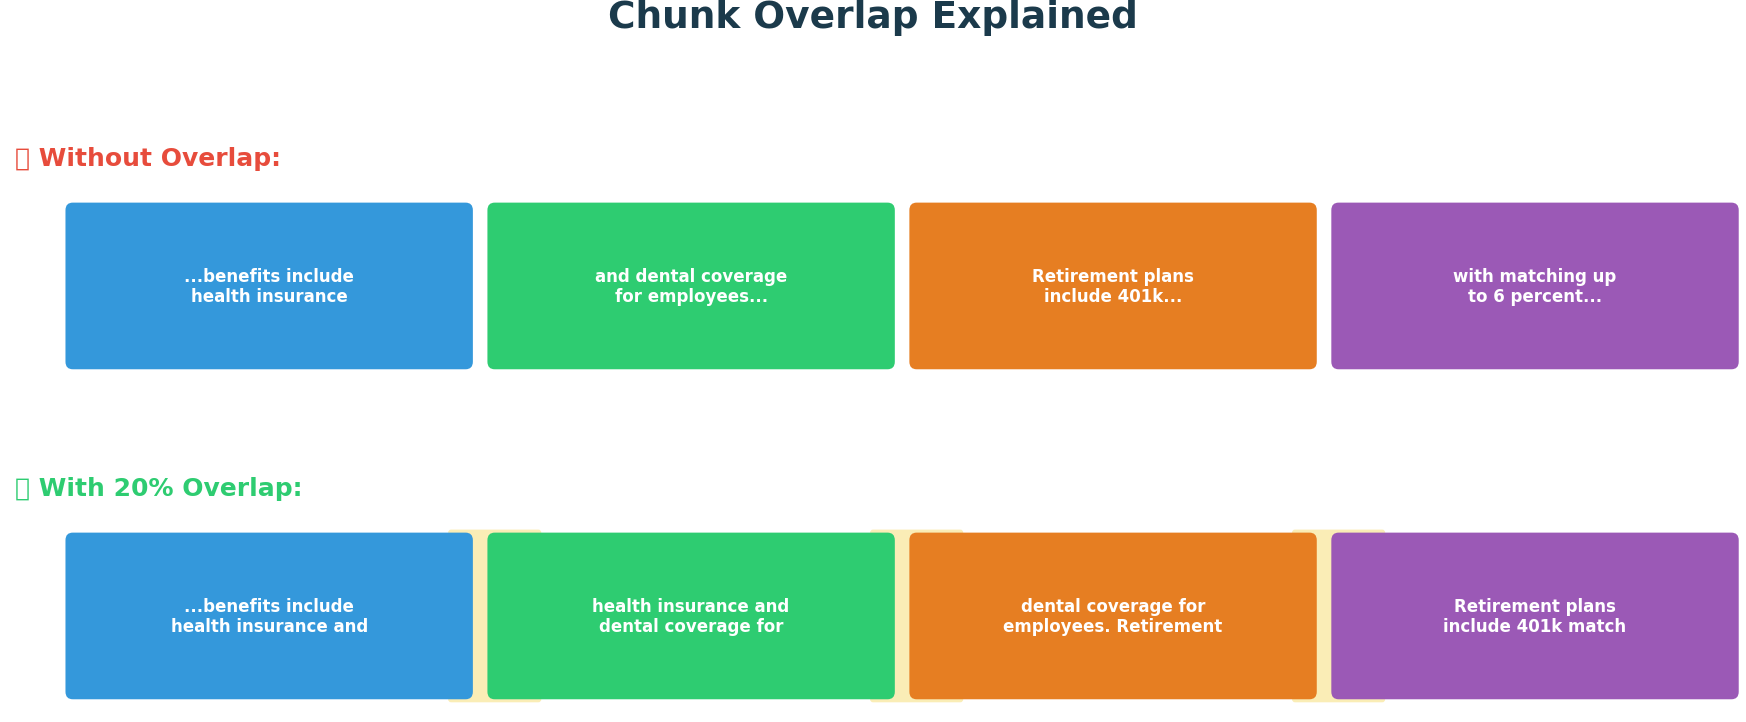 Chunk Overlap Explained
Without Overlap:
...benefits include
health insurance
and dental coverage
for employees...
Retirement plans
include 401k...
with matching up
to 6 percent...
With 20% Overlap:
...benefits include
health insurance and
health insurance and
dental coverage for
dental coverage for
employees. Retirement
Retirement plans
include 401k match